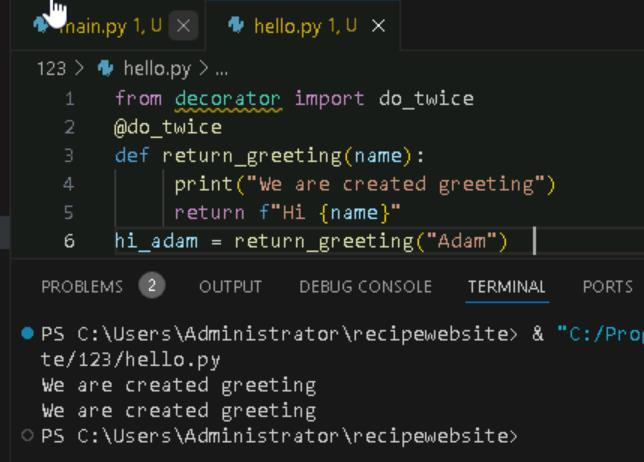 main.py 1, U
hello.py 1, U
123 > hello.py > ...
1 from decorator import do_twice
2 @do_twice
3 def return_greeting(name):
4 print("We are created greeting")
5 return f"Hi {name}"
6 hi_adam = return_greeting("Adam")
PROBLEMS 2 OUTPUT DEBUG CONSOLE TERMINAL PORTS
PS C:\Users\Administrator\recipewebsite> & "C:/Pro
te/123/hello.py
We are created greeting
We are created greeting
PS C:\Users\Administrator\recipewebsite>